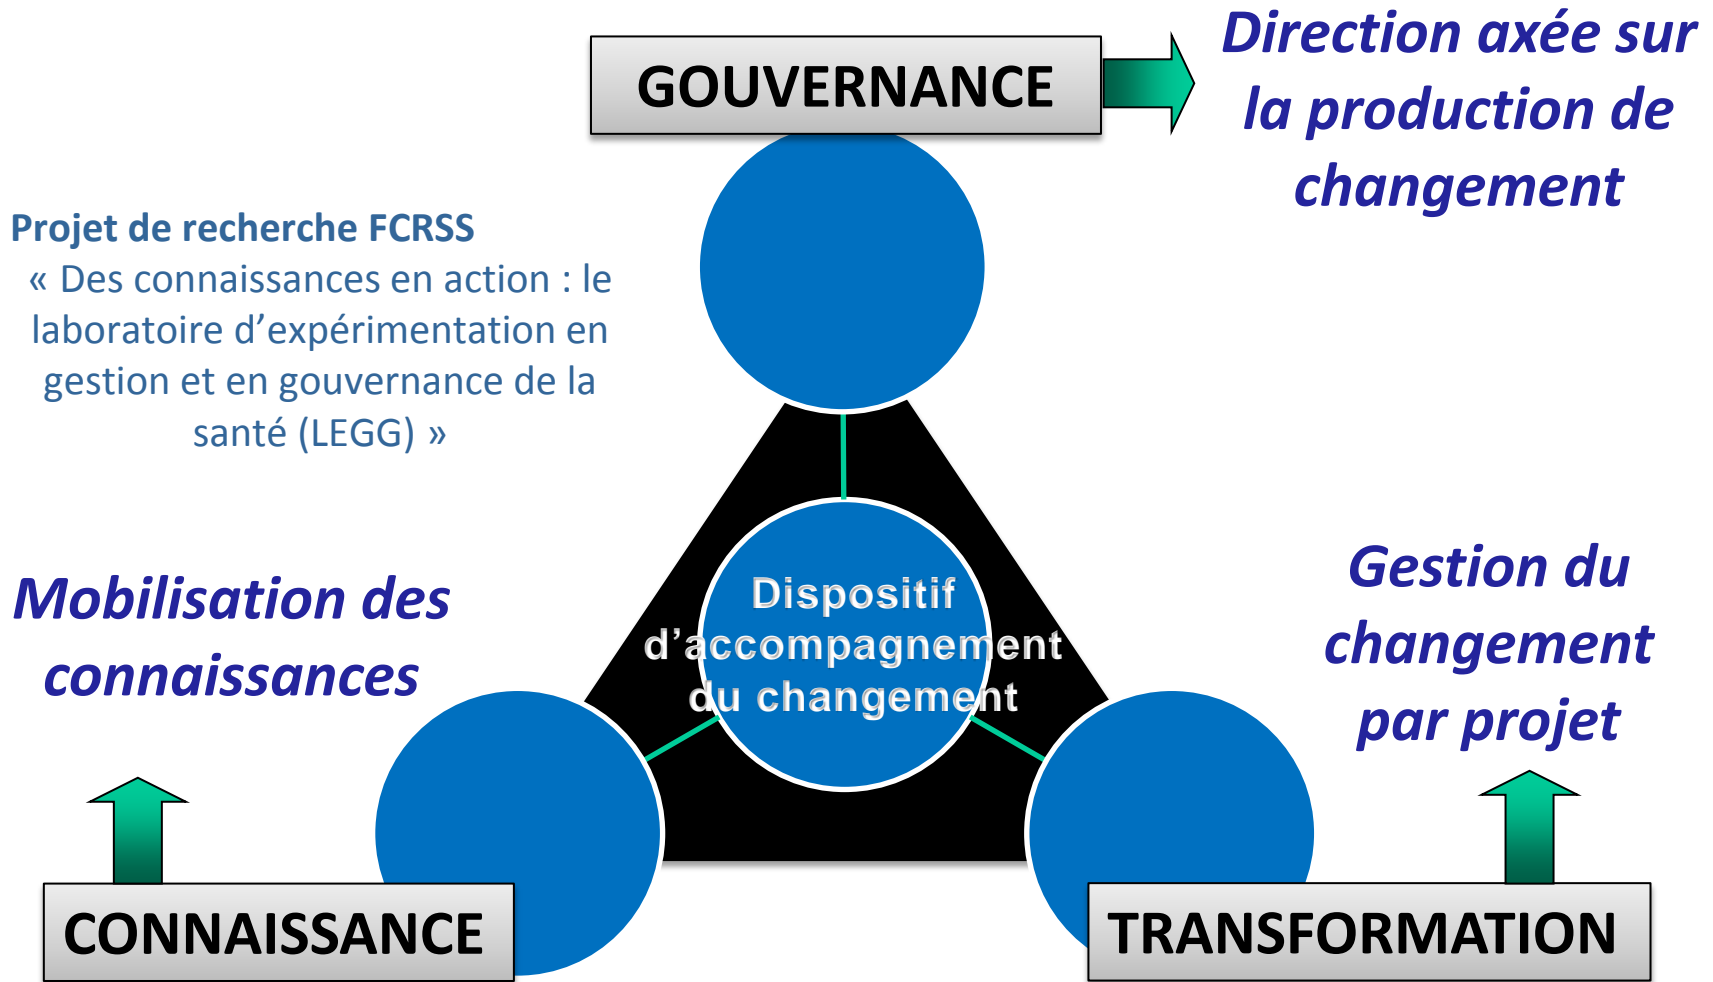 GOUVERNANCE
Direction axée sur
la production de
changement
Projet de recherche FCRSS
« Des connaissances en action : le
laboratoire d’expérimentation en
gestion et en gouvernance de la
santé (LEGG) »
Mobilisation des
connaissances
Dispositif
d’accompagnement
du changement
Gestion du
changement
par projet
CONNAISSANCE
TRANSFORMATION